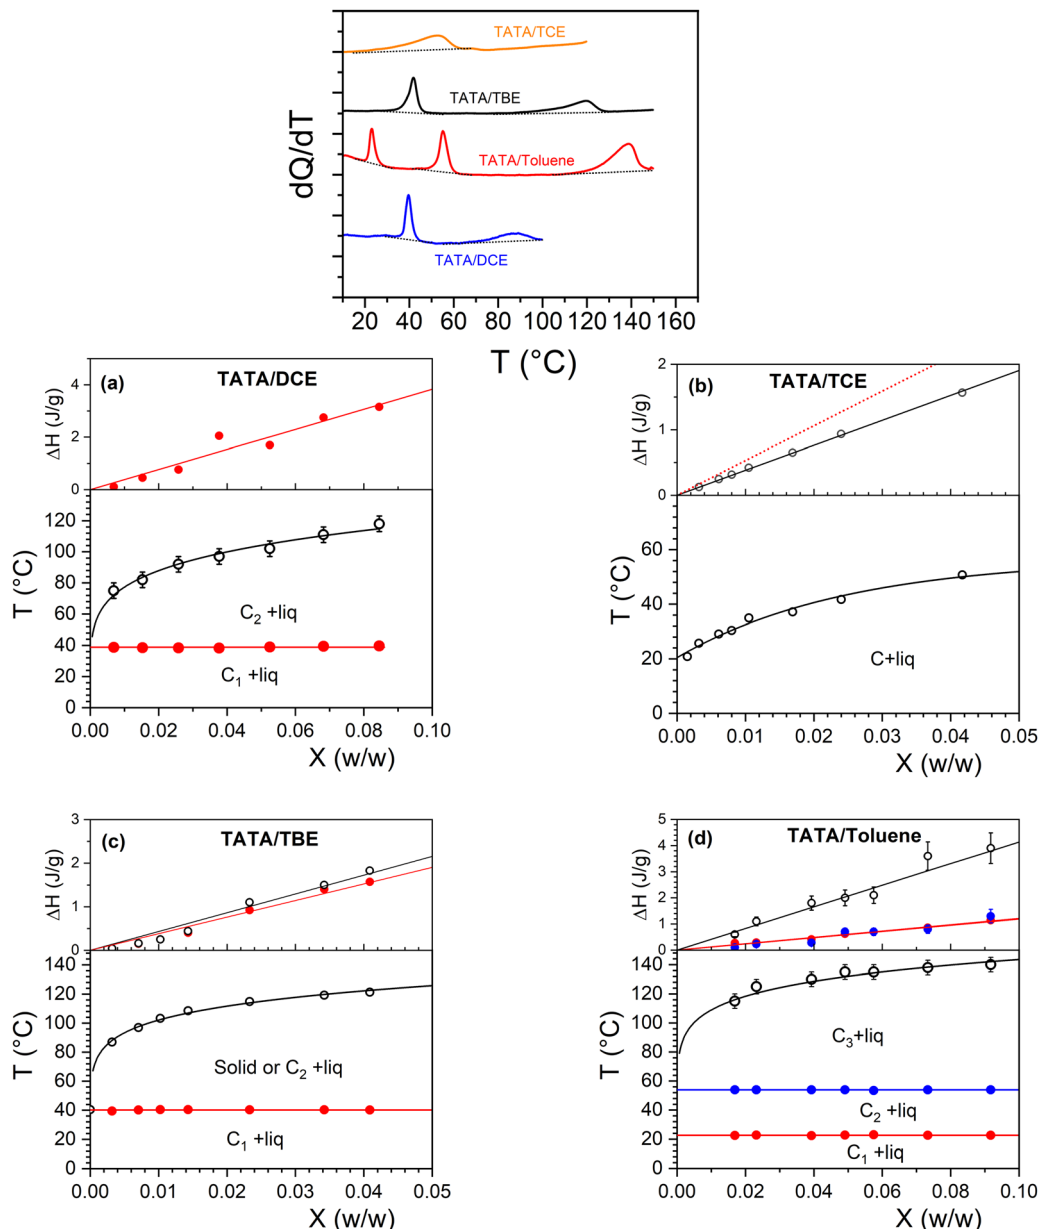 dQ/dT
TATA/TCE
TATA/TBE
TATA/Toluene
TATA/DCE
20 40 60 80 100 120 140 160
T (°C)
(a) TATA/DCE
ΔH (J/g)
4
2
0
T (°C)
120
100
80
60
40
20
0
C₂ +liq
C₁ +liq
0.00 0.02 0.04 0.06 0.08 0.10
X (w/w)
(b) TATA/TCE
ΔH (J/g)
2
1
0
T (°C)
60
40
20
0
C+liq
0.00 0.01 0.02 0.03 0.04 0.05
X (w/w)
(c) TATA/TBE
ΔH (J/g)
3
2
1
0
T (°C)
140
120
100
80
60
40
20
0
Solid or C₂ +liq
C₁ +liq
0.00 0.01 0.02 0.03 0.04 0.05
X (w/w)
(d) TATA/Toluene
ΔH (J/g)
5
4
3
2
1
0
T (°C)
140
120
100
80
60
40
20
0
C₃+liq
C₂ +liq
C₁ +liq
0.00 0.02 0.04 0.06 0.08 0.10
X (w/w)